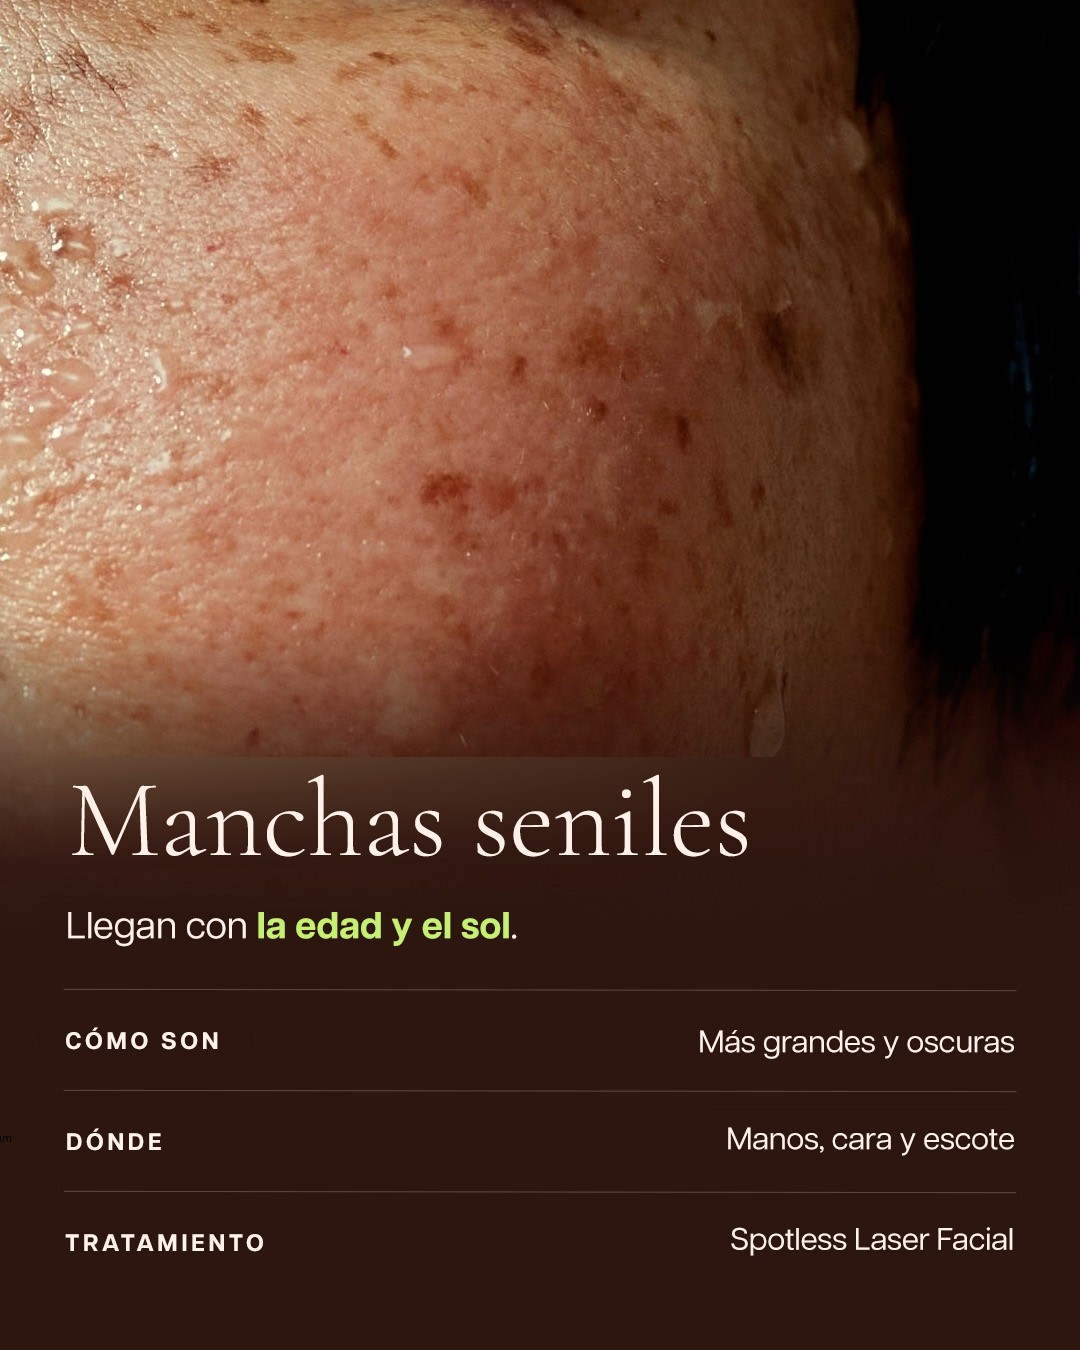 Manchas seniles
Llegan con la edad y el sol.
CÓMO SON
Más grandes y oscuras
DÓNDE
Manos, cara y escote
TRATAMIENTO
Spotless Laser Facial